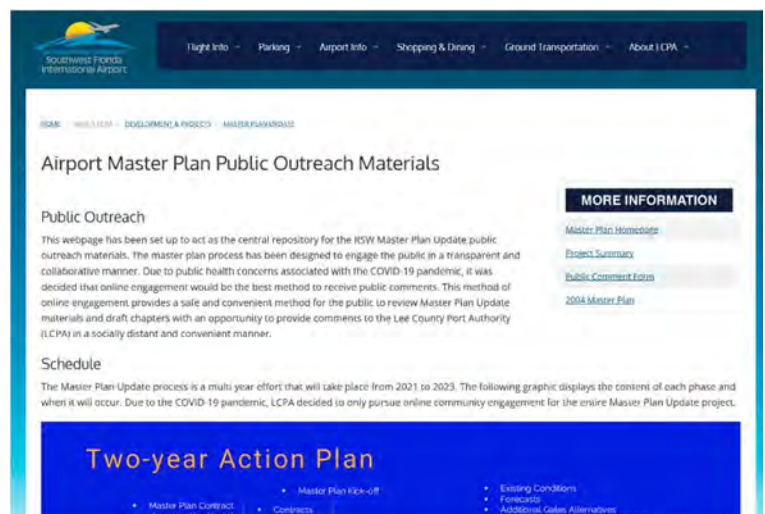 Southwest Florida
International Airport
Flight Info
Parking
Airport Info
Shopping & Dining
Ground Transportation
About LCPA
HOME
ABOUT LCPA
DEVELOPMENT & PROJECTS
MASTER PLAN UPDATE
Airport Master Plan Public Outreach Materials
Public Outreach
This webpage has been set up to act as the central repository for the RSW Master Plan Update public
outreach materials. The master plan process has been designed to engage the public in a transparent and
collaborative manner. Due to public health concerns associated with the COVID-19 pandemic, it was
decided that online engagement would be the best method to receive public comments. This method of
online engagement provides a safe and convenient method for the public to review Master Plan Update
materials and draft chapters with an opportunity to provide comments to the Lee County Port Authority
(LCPA) in a socially distant and convenient manner.
MORE INFORMATION
Master Plan Homepage
Project Summary
Public Comment Form
2004 Master Plan
Schedule
The Master Plan Update process is a multi year effort that will take place from 2021 to 2023. The following graphic displays the content of each phase and
when it will occur. Due to the COVID-19 pandemic, LCPA decided to only pursue online community engagement for the entire Master Plan Update project.
Two-year Action Plan
• Master Plan Kick-off
• Master Plan Contract
• Contracts
• Existing Conditions
• Forecasts
• Additional Gates Alternatives